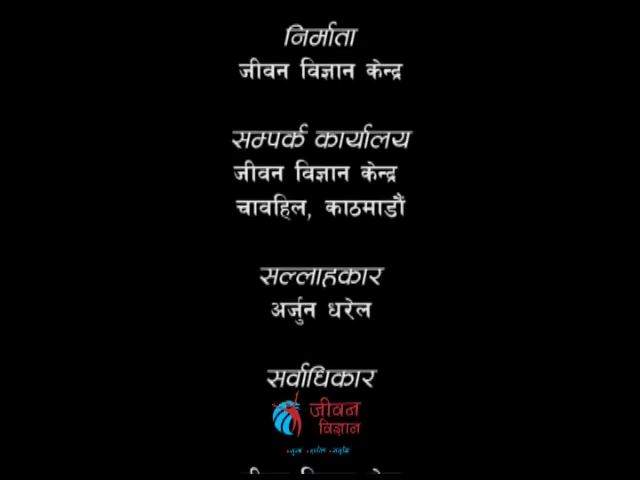 निर्माता
जीवन विज्ञान केन्द्र
सम्पर्क कार्यालय
जीवन विज्ञान केन्द्र
चावहिल, काठमाडौं
सल्लाहकार
अर्जुन धरेल
सर्वाधिकार
जीवन
विज्ञान